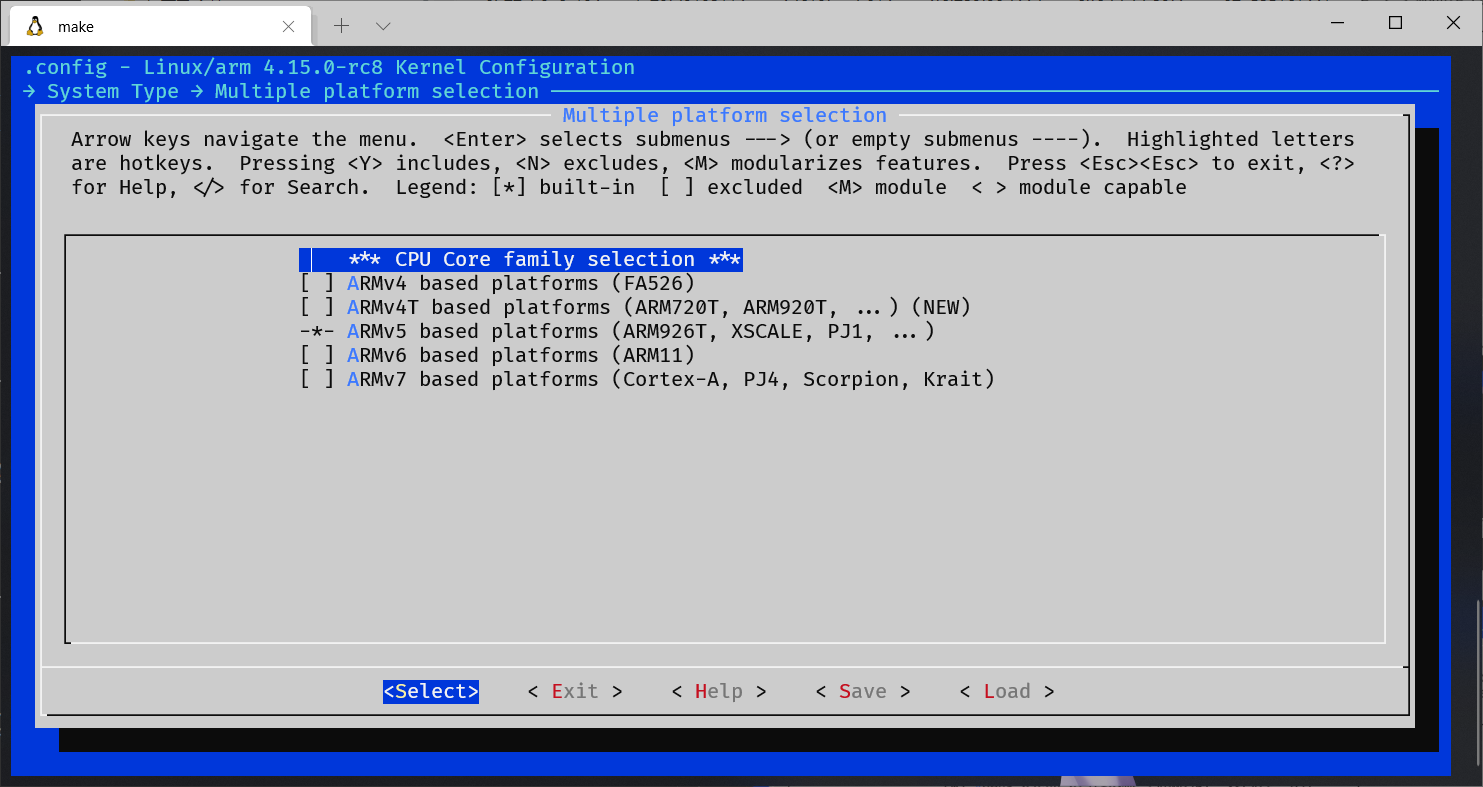 make
.config - Linux/arm 4.15.0-rc8 Kernel Configuration
→ System Type → Multiple platform selection
Multiple platform selection
Arrow keys navigate the menu.  <Enter> selects submenus ---> (or empty submenus ----).  Highlighted letters
are hotkeys.  Pressing <Y> includes, <N> excludes, <M> modularizes features.  Press <Esc><Esc> to exit, <?>
for Help, </> for Search.  Legend: [*] built-in  [ ] excluded  <M> module  < > module capable
*** CPU Core family selection ***
[ ] ARMv4 based platforms (FA526)
[ ] ARMv4T based platforms (ARM720T, ARM920T, ...) (NEW)
-*- ARMv5 based platforms (ARM926T, XSCALE, PJ1, ...)
[ ] ARMv6 based platforms (ARM11)
[ ] ARMv7 based platforms (Cortex-A, PJ4, Scorpion, Krait)
<Select>    < Exit >    < Help >    < Save >    < Load >